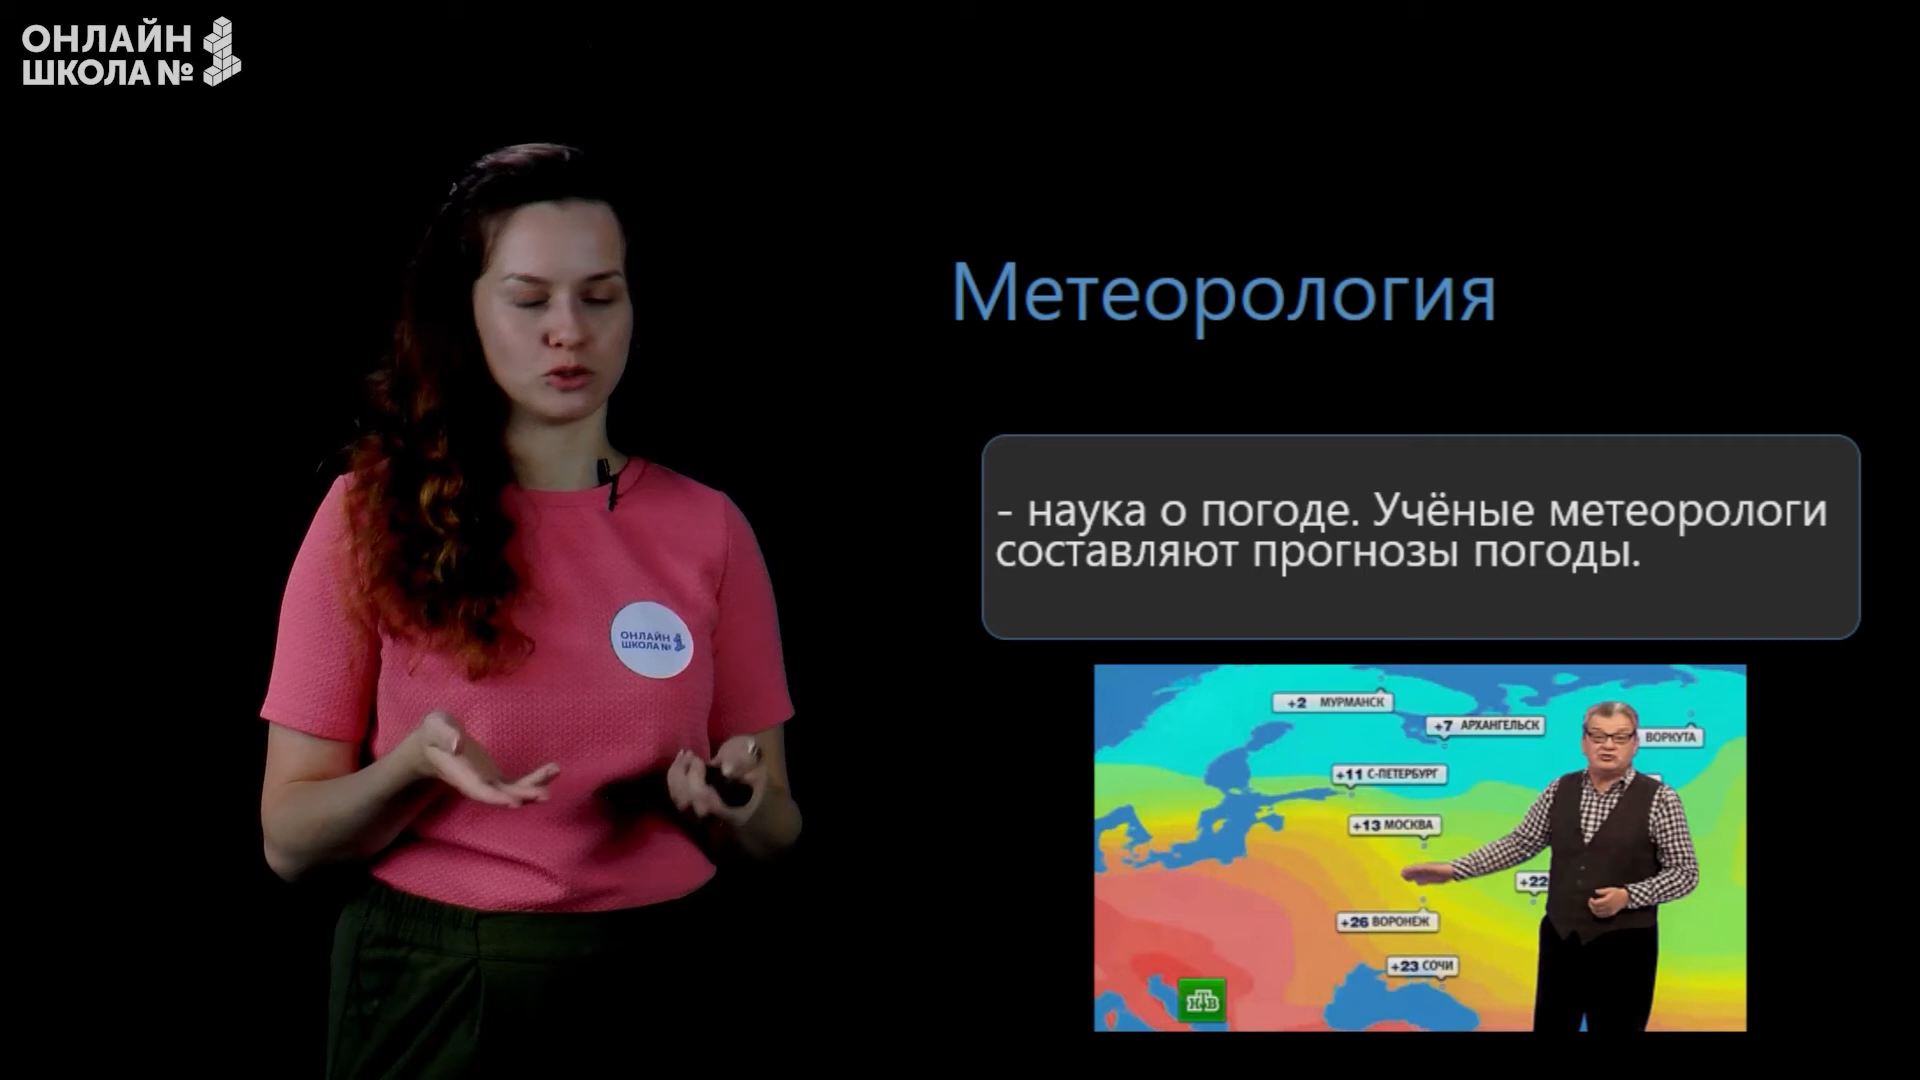 ОНЛАЙН
ШКОЛА №
Метеорология
- наука о погоде. Учёные метеорологи
составляют прогнозы погоды.
ОНЛАЙН
ШКОЛА №
+2 МУРМАНСК
+7 АРХАНГЕЛЬСК
ВОРКУТА
+11 С-ПЕТЕРБУРГ
+13 МОСКВА
+22
+26 ВОРОНЕЖ
+23 СОЧИ
НТВ